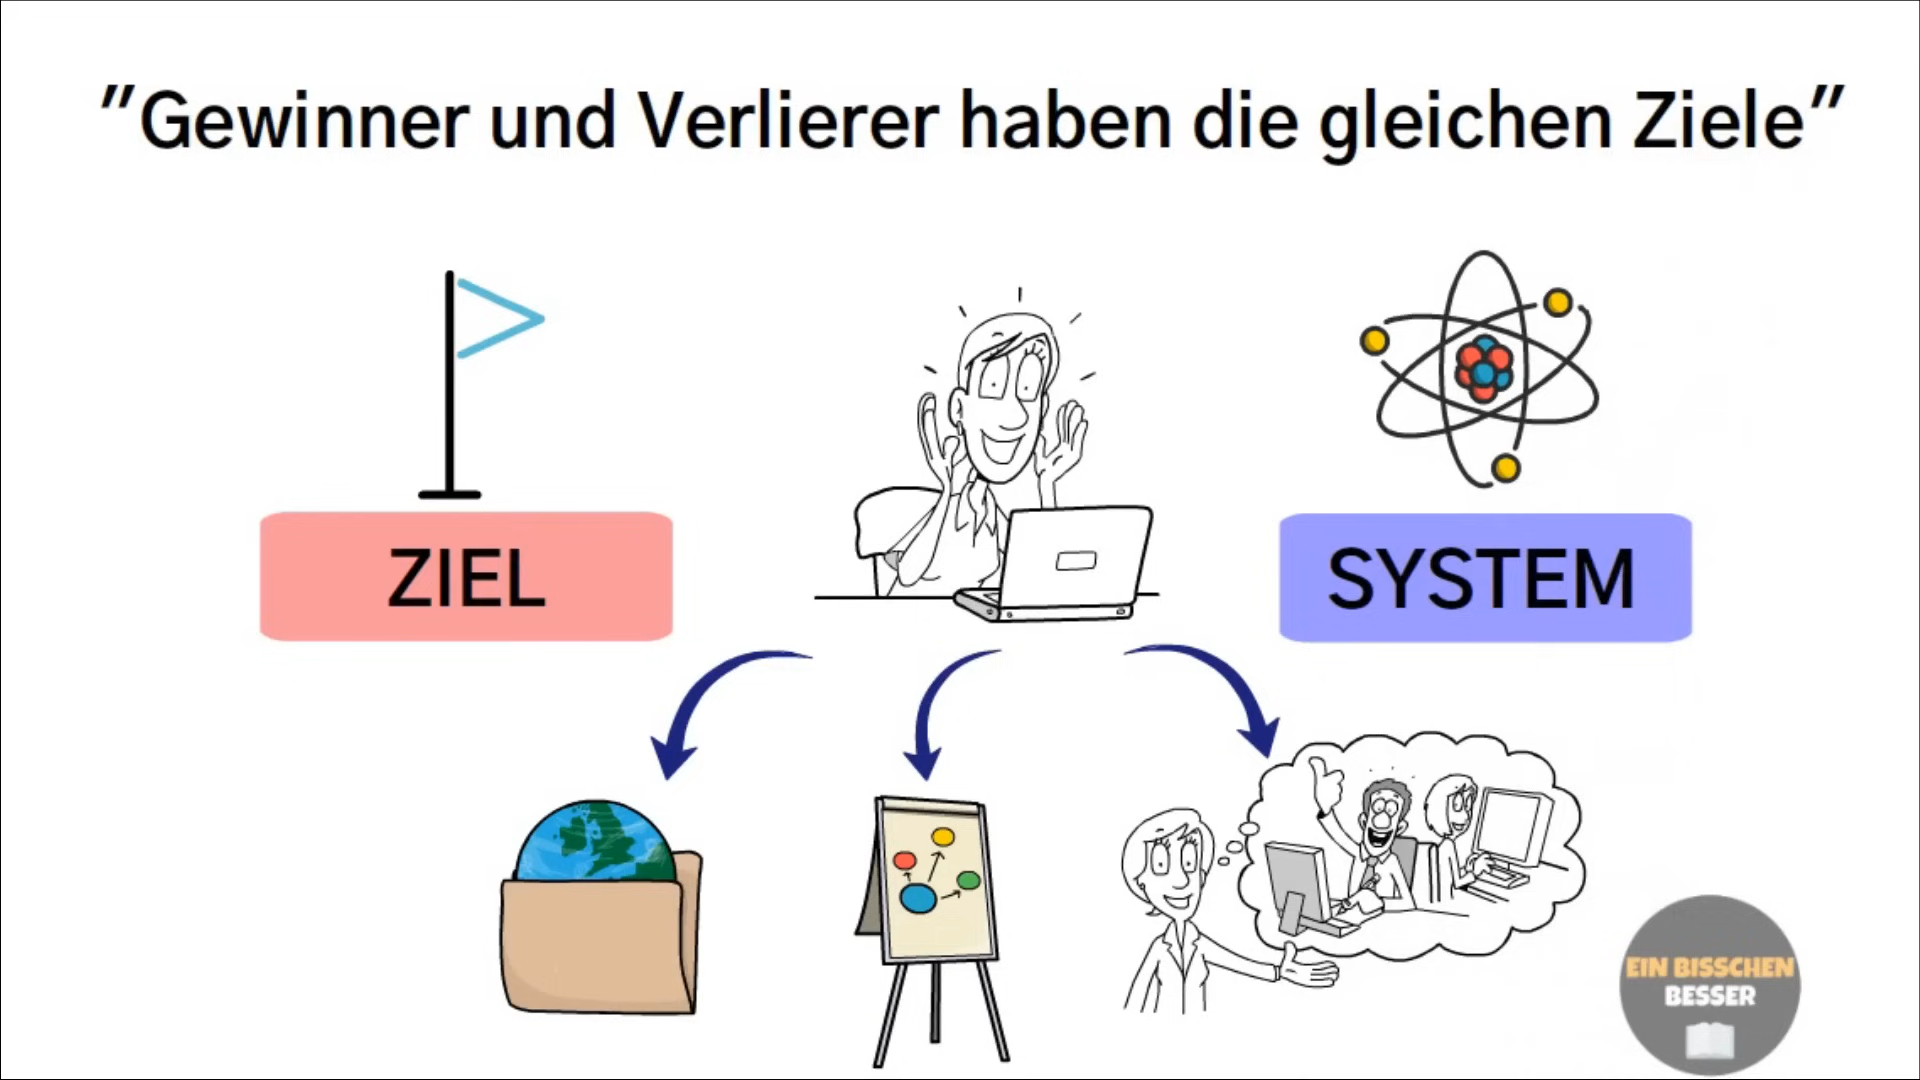 "Gewinner und Verlierer haben die gleichen Ziele"
ZIEL
SYSTEM
EIN BISSCHEN
BESSER